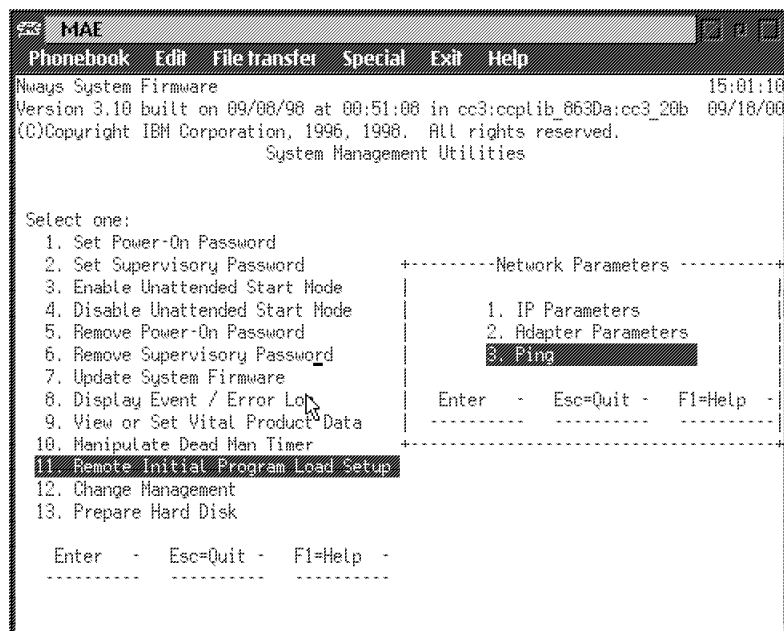 MAE
Phonebook Edit File transfer Special Exit Help
Nways System Firmware 15:01:10
Version 3.10 built on 09/08/98 at 00:51:08 in cc3:ccplib_863Da:cc3_20b 09/18/00
(C)Copyright IBM Corporation, 1996, 1998. All rights reserved.
System Management Utilities
Select one:
1. Set Power-On Password
2. Set Supervisory Password
3. Enable Unattended Start Mode
4. Disable Unattended Start Mode
5. Remove Power-On Password
6. Remove Supervisory Password
7. Update System Firmware
8. Display Event / Error Log
9. View or Set Vital Product Data
10. Manipulate Dead Man Timer
11. Remote Initial Program Load Setup
12. Change Management
13. Prepare Hard Disk
Enter - Esc=Quit - F1=Help -
Network Parameters
1. IP Parameters
2. Adapter Parameters
3. Ping
Enter - Esc=Quit - F1=Help -